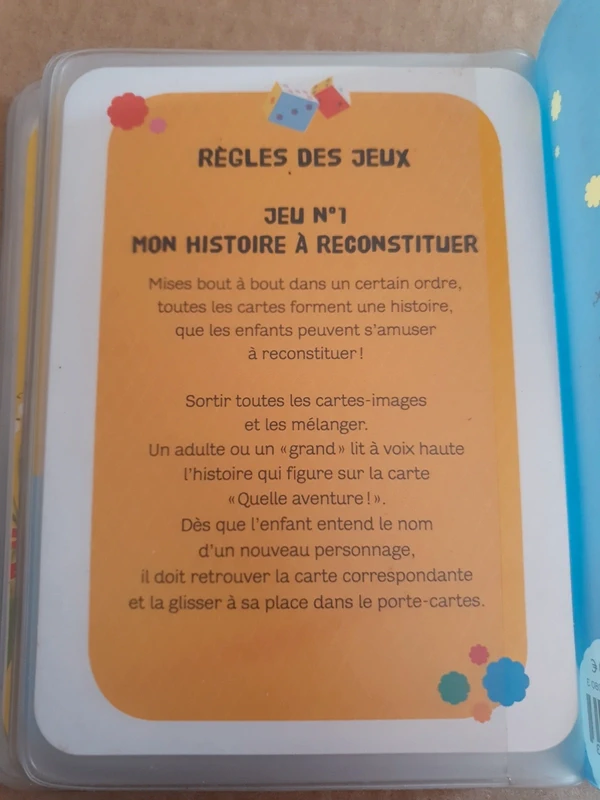 RÈGLES DES JEUX
JEU N°1
MON HISTOIRE À RECONSTITUER
Mises bout à bout dans un certain ordre,
toutes les cartes forment une histoire,
que les enfants peuvent s'amuser
à reconstituer !
Sortir toutes les cartes-images
et les mélanger.
Un adulte ou un «grand» lit à voix haute
l'histoire qui figure sur la carte
«Quelle aventure !».
Dès que l'enfant entend le nom
d'un nouveau personnage,
il doit retrouver la carte correspondante
et la glisser à sa place dans le porte-cartes.